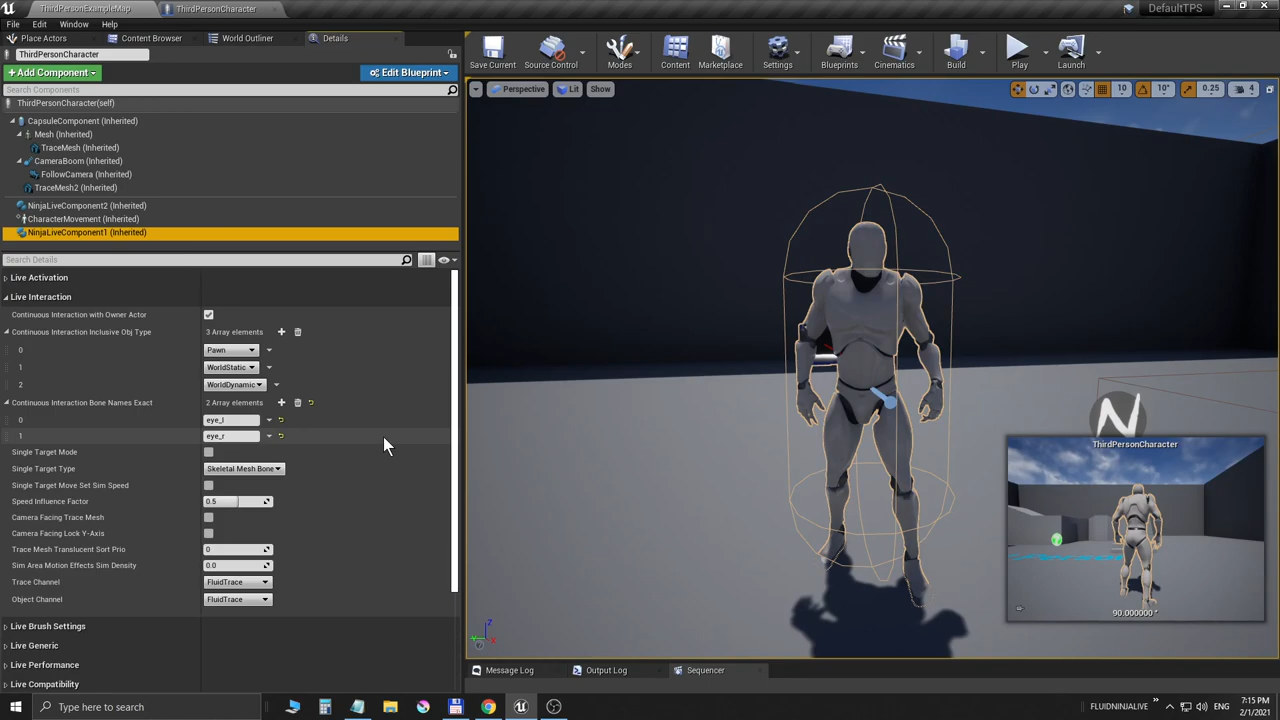 ThirdPersonExampleMap
ThirdPersonCharacter
DefaultTPS
File Edit Window Help
Place Actors
Content Browser
World Outliner
Details
ThirdPersonCharacter
+Add Component
Edit Blueprint
Search Components
ThirdPersonCharacter(self)
CapsuleComponent (Inherited)
Mesh (Inherited)
TraceMesh (Inherited)
CameraBoom (Inherited)
FollowCamera (Inherited)
TraceMesh2 (Inherited)
NinjaLiveComponent2 (Inherited)
CharacterMovement (Inherited)
NinjaLiveComponent1 (Inherited)
Search Details
Live Activation
Live Interaction
Continuous Interaction with Owner Actor
Continuous Interaction Inclusive Obj Type 3 Array elements
0 Pawn
1 WorldStatic
2 WorldDynamic
Continuous Interaction Bone Names Exact 2 Array elements
0 eye_l
1 eye_r
Single Target Mode
Single Target Type Skeletal Mesh Bone
Single Target Move Set Sim Speed
Speed Influence Factor 0.5
Camera Facing Trace Mesh
Camera Facing Lock Y-Axis
Trace Mesh Translucent Sort Prio 0
Sim Area Motion Effects Sim Density 0.0
Trace Channel FluidTrace
Object Channel FluidTrace
Live Brush Settings
Live Generic
Live Performance
Live Compatibility
Save Current
Source Control
Modes
Content
Marketplace
Settings
Blueprints
Cinematics
Build
Play
Launch
Perspective Lit Show
10 10° 0.25 4
N
ThirdPersonCharacter
90.000000 °
Z
Y
X
Message Log
Output Log
Sequencer
Type here to search
FLUIDNINJALIVE
ENG
7:15 PM
2/1/2021